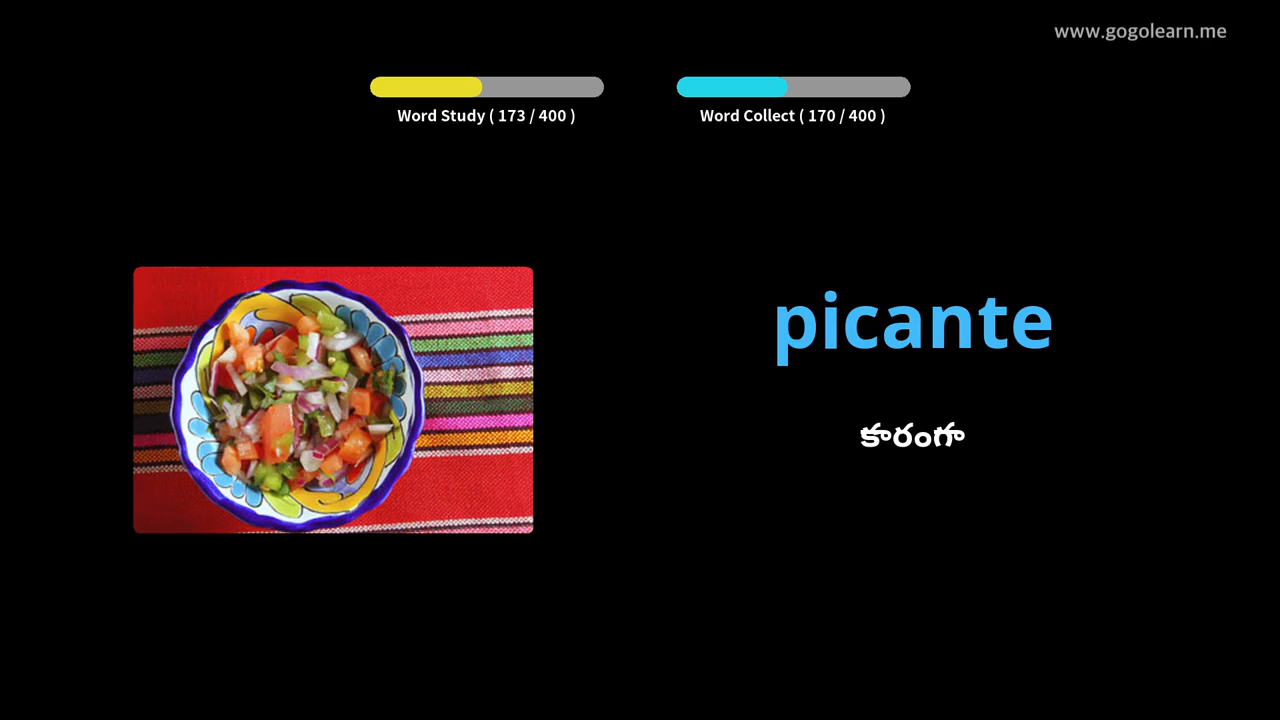 www.gogolearn.me
Word Study ( 173 / 400 )
Word Collect ( 170 / 400 )
picante
కారంగా